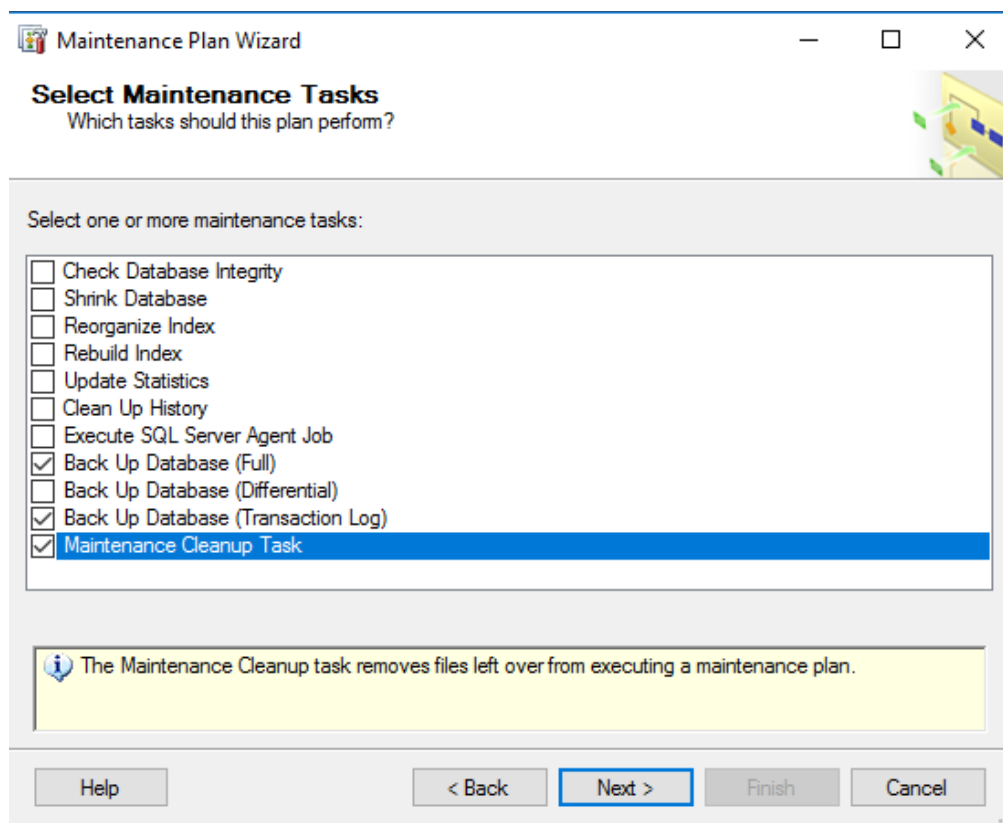 Maintenance Plan Wizard
Select Maintenance Tasks
Which tasks should this plan perform?
Select one or more maintenance tasks:
Check Database Integrity
Shrink Database
Reorganize Index
Rebuild Index
Update Statistics
Clean Up History
Execute SQL Server Agent Job
Back Up Database (Full)
Back Up Database (Differential)
Back Up Database (Transaction Log)
Maintenance Cleanup Task
The Maintenance Cleanup task removes files left over from executing a maintenance plan.
Help < Back Next > Finish Cancel